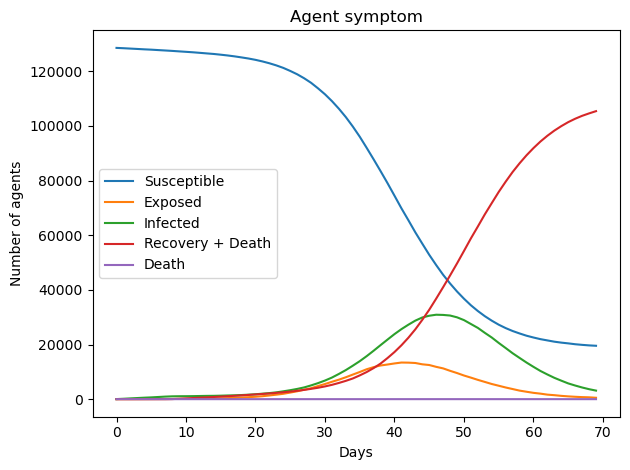 Agent symptom
120000
100000
80000
60000
40000
20000
0
Number of agents
Susceptible
Exposed
Infected
Recovery + Death
Death
0 10 20 30 40 50 60 70
Days